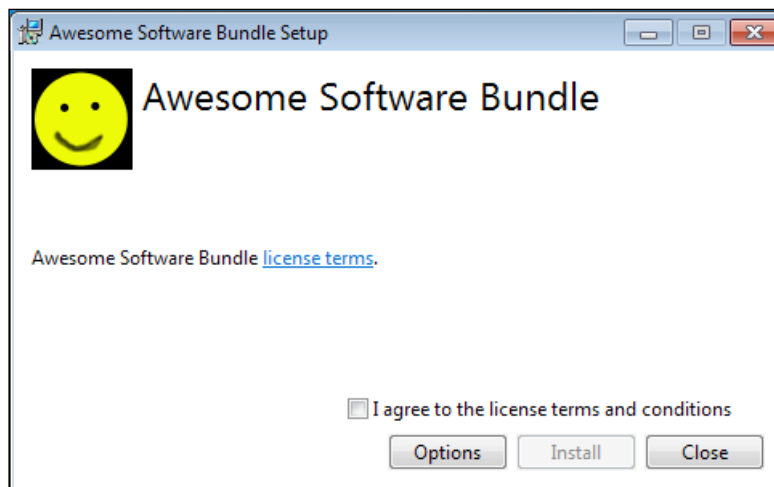 Awesome Software Bundle Setup
Awesome Software Bundle
Awesome Software Bundle license terms.
I agree to the license terms and conditions
Options Install Close